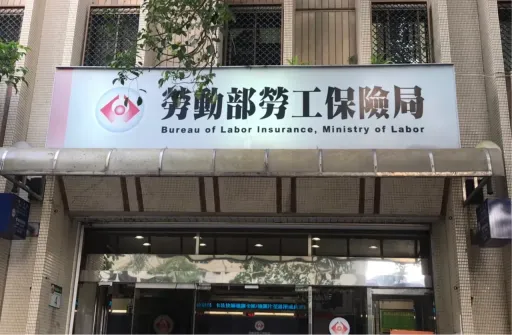 勞動部勞工保險局
Bureau of Labor Insurance, Ministry of Labor